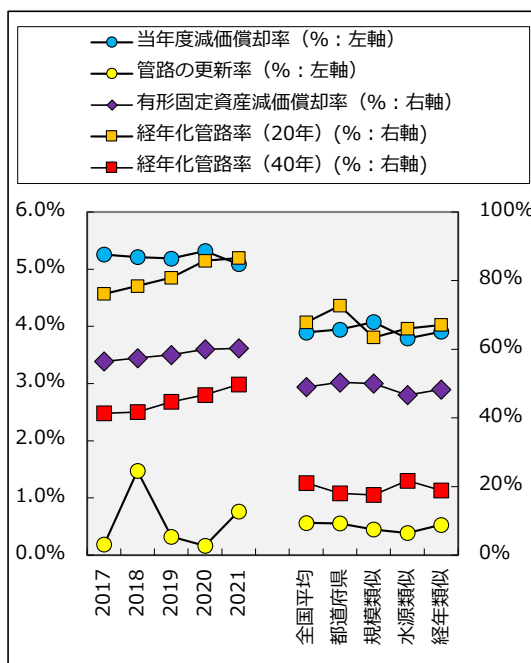 当年度減価償却率（%：左軸）
管路の更新率（%：左軸）
有形固定資産減価償却率（%：右軸）
経年化管路率（20年）(%：右軸)
経年化管路率（40年）(%：右軸)
6.0%
5.0%
4.0%
3.0%
2.0%
1.0%
0.0%
100%
80%
60%
40%
20%
0%
2017
2018
2019
2020
2021
全国平均
都道府県
規模類似
水源類似
経年類似